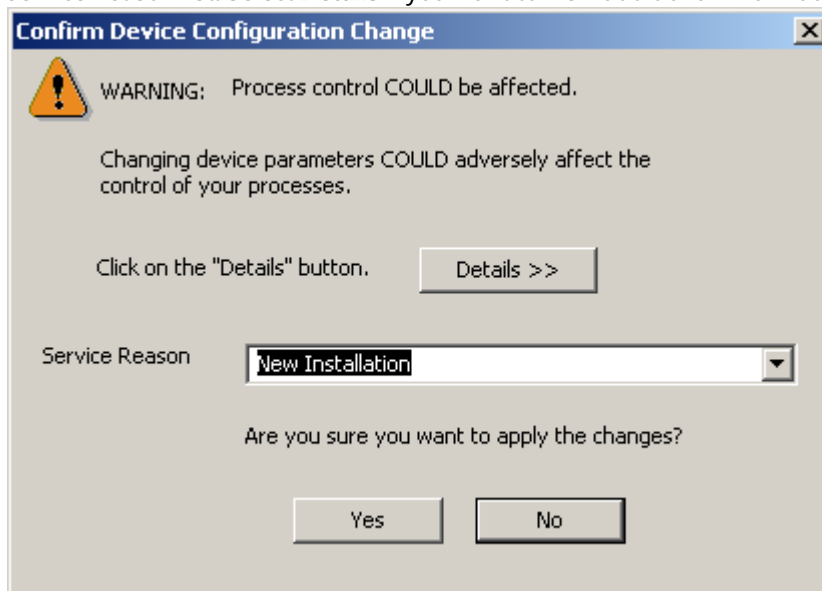 Confirm Device Configuration Change
WARNING: Process control COULD be affected.
Changing device parameters COULD adversely affect the
control of your processes.
Click on the "Details" button. Details >>
Service Reason New Installation
Are you sure you want to apply the changes?
Yes No